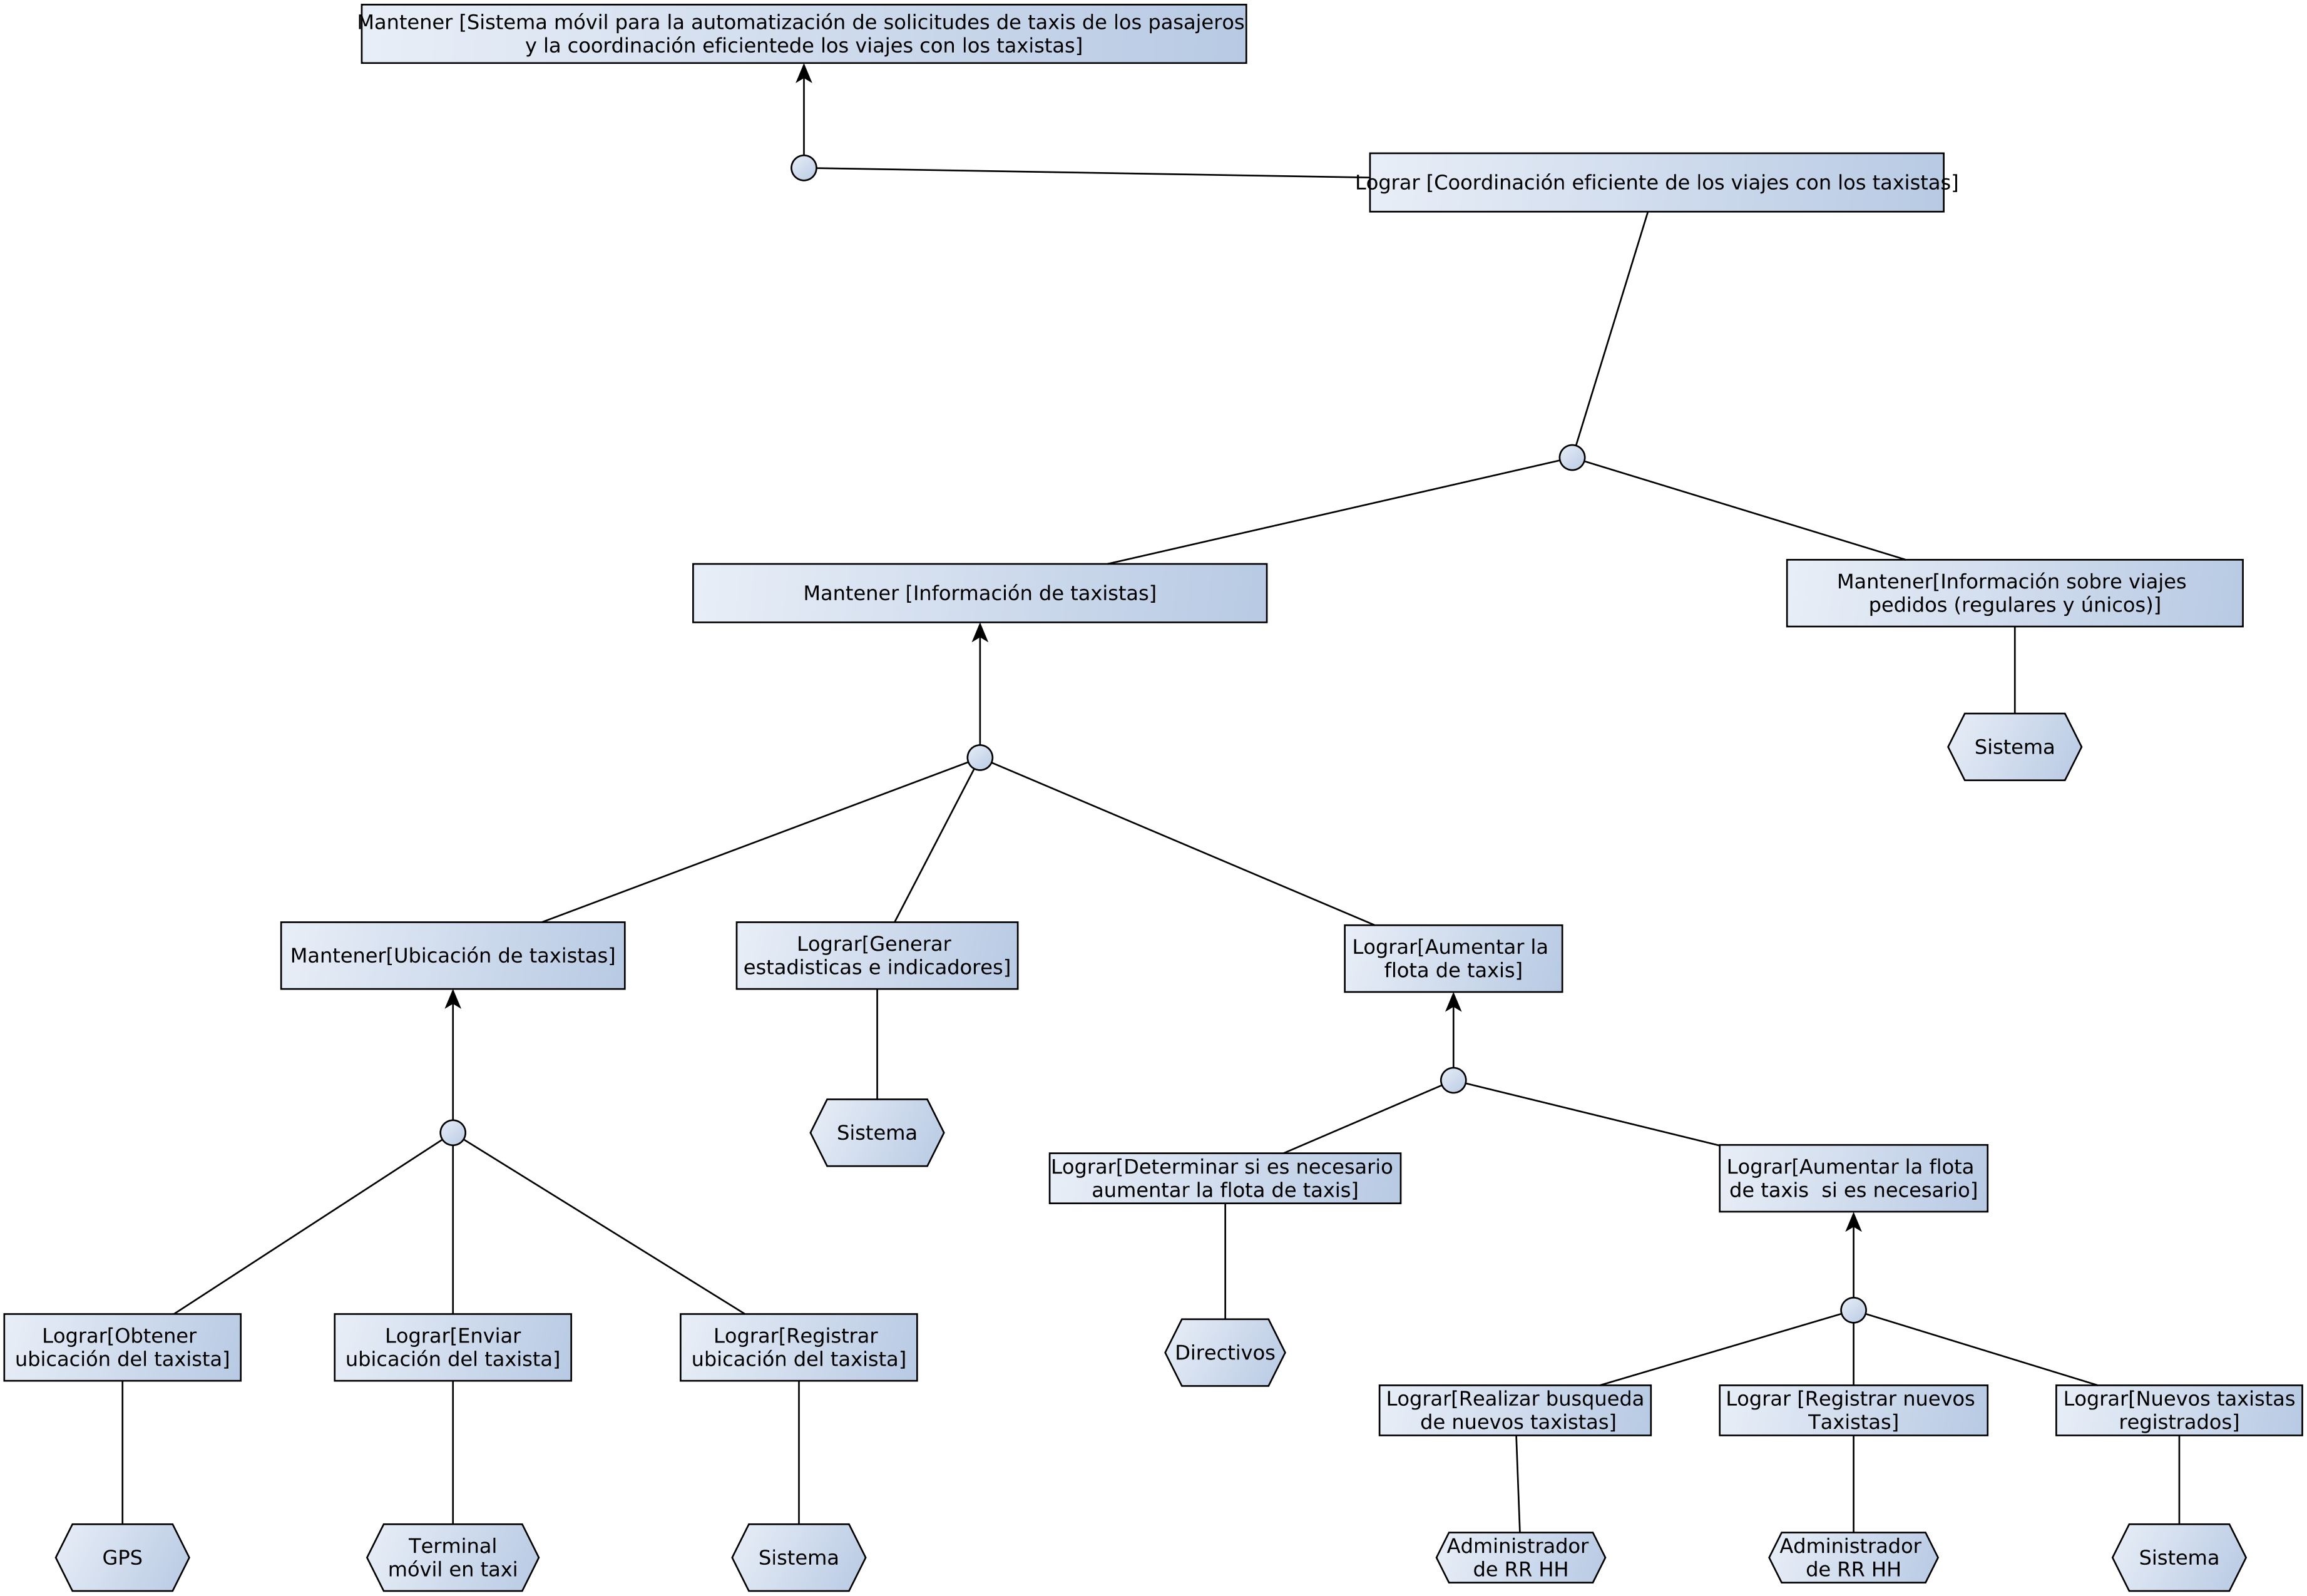 Mantener [Sistema móvil para la automatización de solicitudes de taxis de los pasajeros
y la coordinación eficientede los viajes con los taxistas]
Lograr [Coordinación eficiente de los viajes con los taxistas]
Mantener [Información de taxistas]
Mantener[Información sobre viajes
pedidos (regulares y únicos)]
Sistema
Mantener[Ubicación de taxistas]
Lograr[Generar
estadisticas e indicadores]
Lograr[Aumentar la
flota de taxis]
Sistema
Lograr[Determinar si es necesario
aumentar la flota de taxis]
Lograr[Aumentar la flota
de taxis  si es necesario]
Lograr[Obtener
ubicación del taxista]
Lograr[Enviar
ubicación del taxista]
Lograr[Registrar
ubicación del taxista]
Directivos
Lograr[Realizar busqueda
de nuevos taxistas]
Lograr [Registrar nuevos
Taxistas]
Lograr[Nuevos taxistas
registrados]
GPS
Terminal
móvil en taxi
Sistema
Administrador
de RR HH
Administrador
de RR HH
Sistema